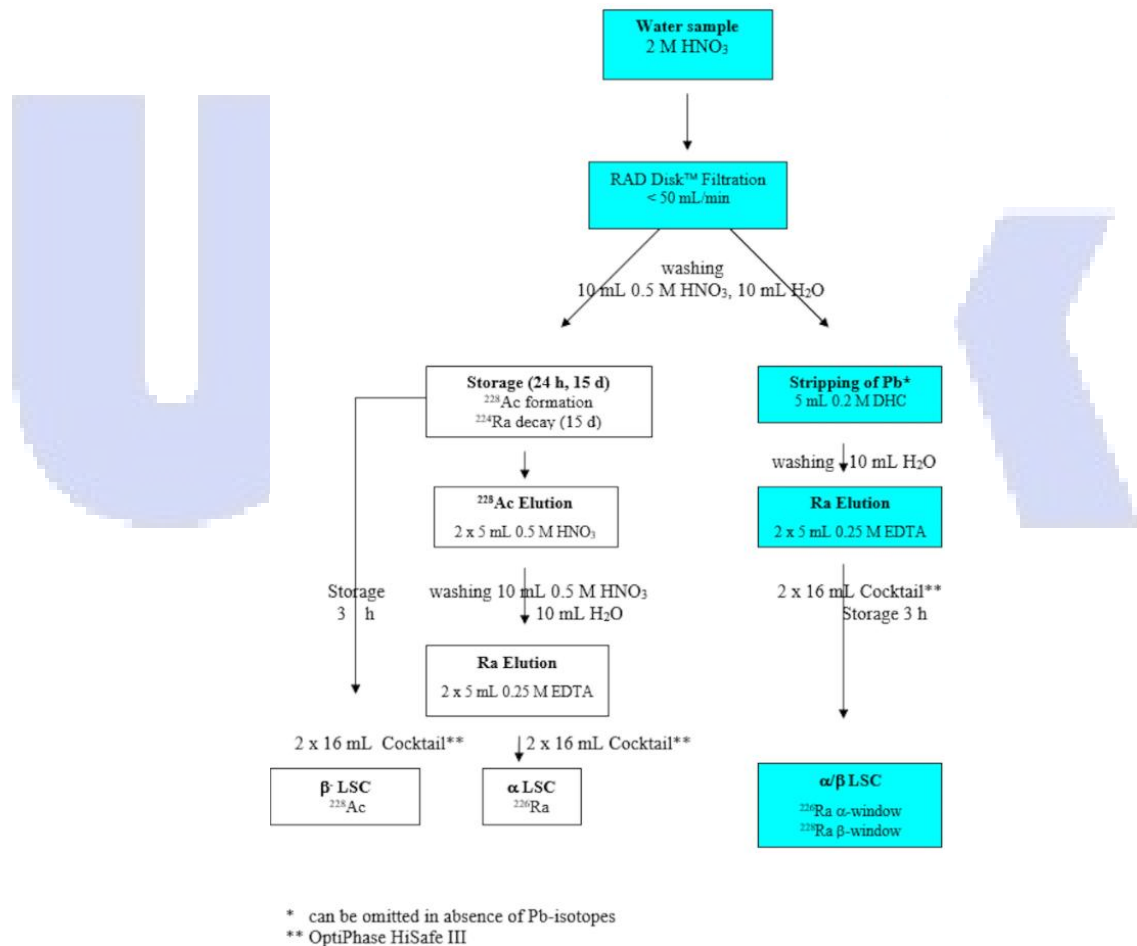 Water sample
2 M HNO₃
RAD Disk™ Filtration
< 50 mL/min
washing
10 mL 0.5 M HNO₃, 10 mL H₂O
Storage (24 h, 15 d)
²²⁸Ac formation
²²⁴Ra decay (15 d)
Stripping of Pb*
5 mL 0.2 M DHC
washing 10 mL H₂O
²²⁸Ac Elution
2 x 5 mL 0.5 M HNO₃
Ra Elution
2 x 5 mL 0.25 M EDTA
Storage
3 h
washing 10 mL 0.5 M HNO₃
10 mL H₂O
2 x 16 mL Cocktail**
Storage 3 h
Ra Elution
2 x 5 mL 0.25 M EDTA
2 x 16 mL Cocktail**
2 x 16 mL Cocktail**
β⁻ LSC
²²⁸Ac
α LSC
²²⁶Ra
α/β LSC
²²⁶Ra α-window
²²⁸Ra β-window
* can be omitted in absence of Pb-isotopes
** OptiPhase HiSafe III